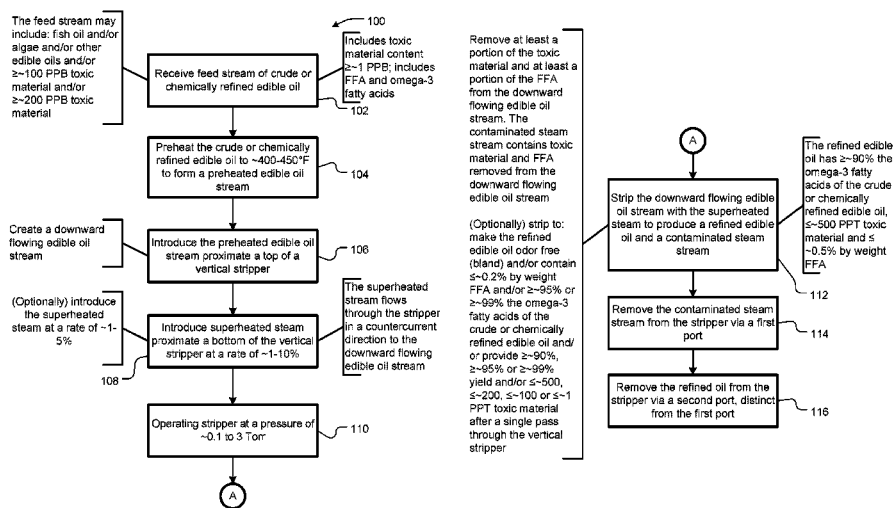 The feed stream may
include: fish oil and/or
algae and/or other
edible oils and/or
≥~100 PPB toxic
material and/or
≥~200 PPB toxic
material
100
Includes toxic
material content
≥~1 PPB; includes
FFA and omega-3
fatty acids
Receive feed stream of crude or
chemically refined edible oil
102
Preheat the crude or chemically
refined edible oil to ~400-450°F
to form a preheated edible oil
stream
104
Create a downward
flowing edible oil
stream
Introduce the preheated edible oil
stream proximate a top of a
vertical stripper
106
(Optionally) introduce
the superheated
steam at a rate of ~1-
5%
Introduce superheated steam
proximate a bottom of the vertical
stripper at a rate of ~1-10%
108
The superheated
stream flows
through the stripper
in a countercurrent
direction to the
downward flowing
edible oil stream
Operating stripper at a pressure of
~0.1 to 3 Torr
110
A
Remove at least a
portion of the toxic
material and at least a
portion of the FFA
from the downward
flowing edible oil
stream. The
contaminated steam
stream contains toxic
material and FFA
removed from the
downward flowing
edible oil stream
(Optionally) strip to:
make the refined
edible oil odor free
(bland) and/or contain
≤~0.2% by weight
FFA and/or ≥~95% or
≥~99% the omega-3
fatty acids of the
crude or chemically
refined edible oil and/
or provide ≥~90%,
≥~95% or ≥~99%
yield and/or ≤~500,
≤~200, ≤~100 or ≤~1
PPT toxic material
after a single pass
through the vertical
stripper
A
Strip the downward flowing edible
oil stream with the superheated
steam to produce a refined edible
oil and a contaminated steam
stream
112
The refined edible
oil has ≥~90% the
omega-3 fatty
acids of the crude
or chemically
refined edible oil,
≤~500 PPT toxic
material and ≤
~0.5% by weight
FFA
Remove the contaminated steam
stream from the stripper via a first
port
114
Remove the refined oil from the
stripper via a second port, distinct
from the first port
116